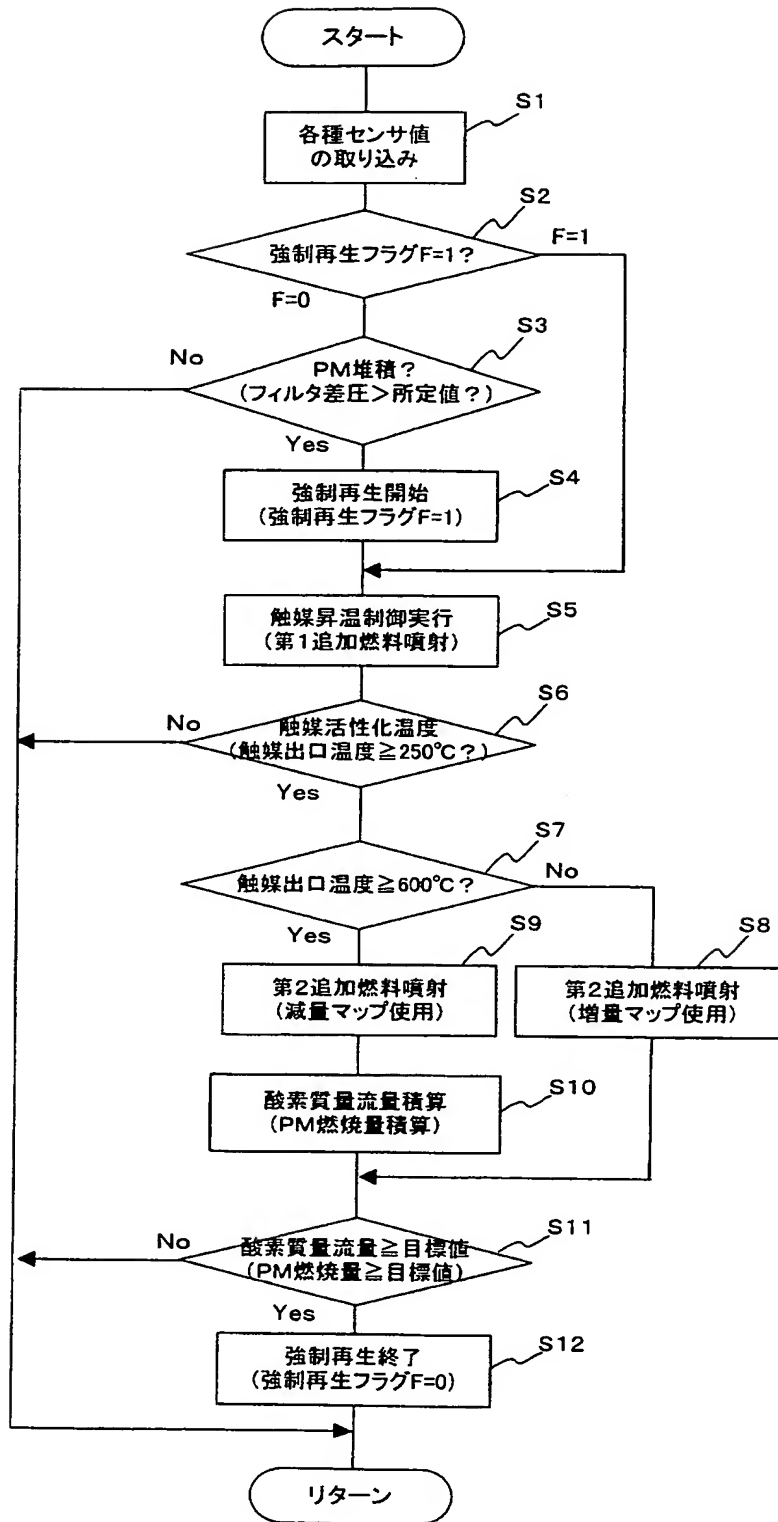 スタート
S1
各種センサ値
の取り込み
S2
強制再生フラグF=1?
F=1
F=0
S3
No
PM堆積?
(フィルタ差圧>所定値?)
Yes
S4
強制再生開始
(強制再生フラグF=1)
S5
触媒昇温制御実行
(第1追加燃料噴射)
S6
No
触媒活性化温度
(触媒出口温度≧250℃?)
Yes
S7
触媒出口温度≧600℃?
No
Yes
S9
S8
第2追加燃料噴射
(減量マップ使用)
第2追加燃料噴射
(増量マップ使用)
S10
酸素質量流量積算
(PM燃焼量積算)
S11
No
酸素質量流量≧目標値
(PM燃焼量≧目標値)
Yes
S12
強制再生終了
(強制再生フラグF=0)
リターン